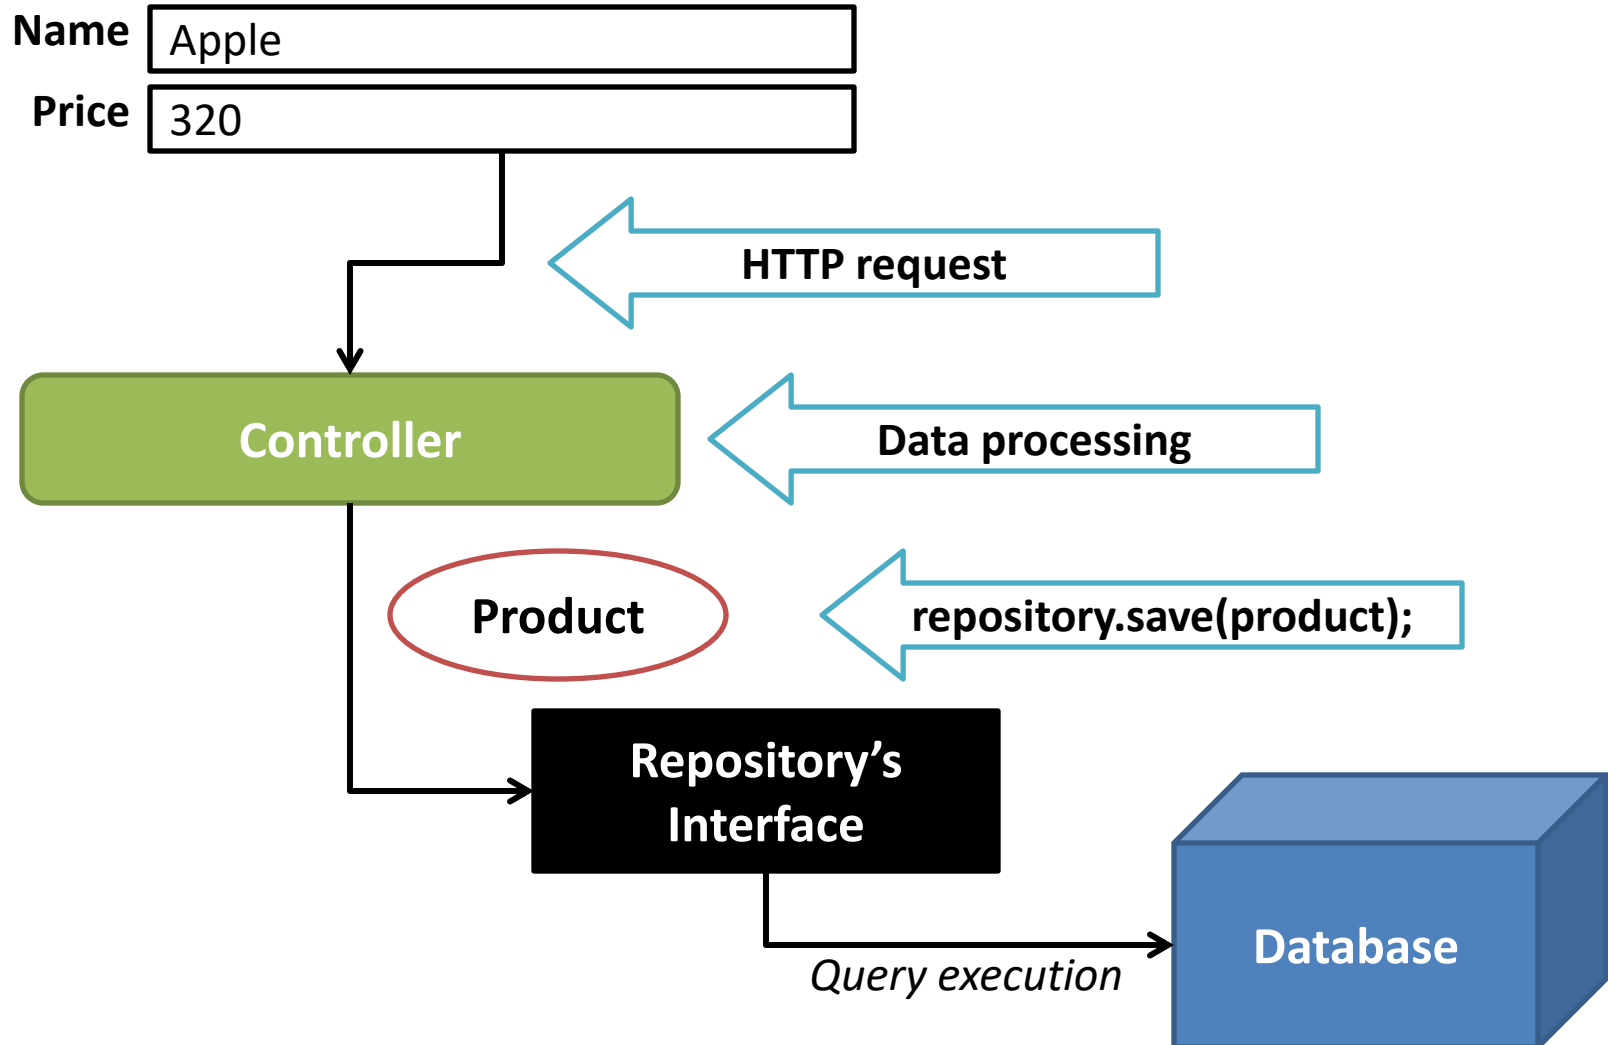 Name
Apple
Price
320
HTTP request
Controller
Data processing
Product
repository.save(product);
Repository’s
Interface
Database
Query execution